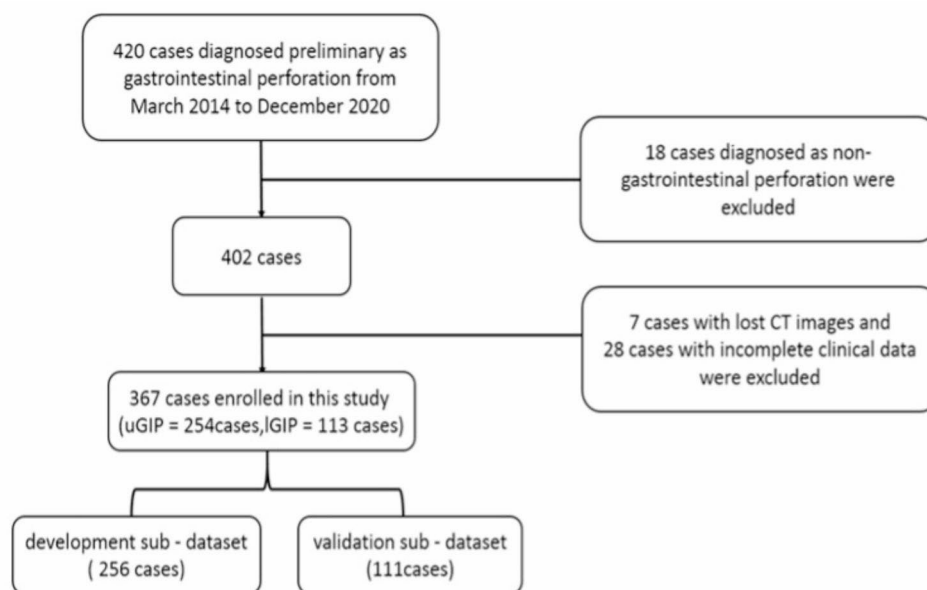 420 cases diagnosed preliminary as
gastrointestinal perforation from
March 2014 to December 2020
18 cases diagnosed as non-
gastrointestinal perforation were
excluded
402 cases
7 cases with lost CT images and
28 cases with incomplete clinical data
were excluded
367 cases enrolled in this study
(uGIP = 254cases,lGIP = 113 cases)
development sub - dataset
( 256 cases)
validation sub - dataset
(111cases)